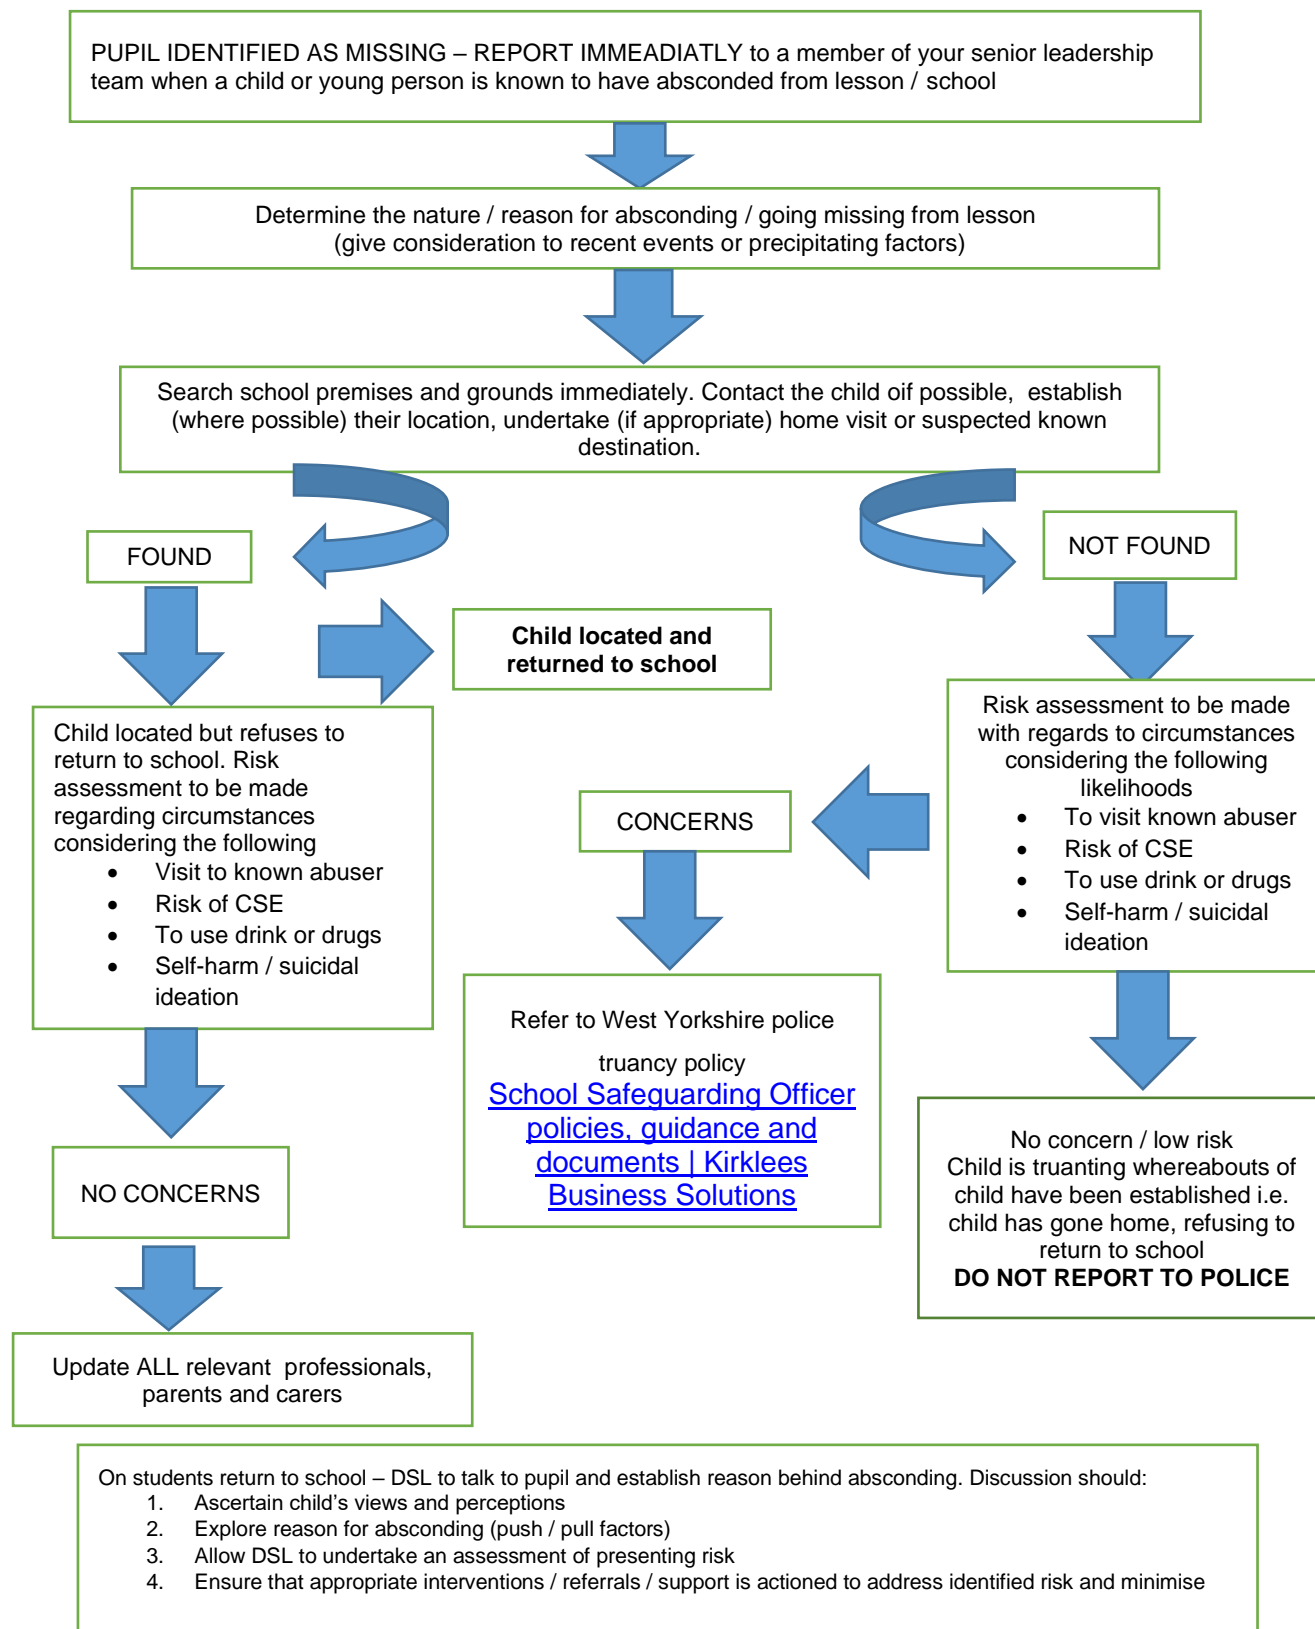 PUPIL IDENTIFIED AS MISSING – REPORT IMMEADIATLY to a member of your senior leadership
team when a child or young person is known to have absconded from lesson / school
Determine the nature / reason for absconding / going missing from lesson
(give consideration to recent events or precipitating factors)
Search school premises and grounds immediately. Contact the child oif possible, establish
(where possible) their location, undertake (if appropriate) home visit or suspected known
destination.
FOUND
NOT FOUND
Child located and
returned to school
Child located but refuses to
return to school. Risk
assessment to be made
regarding circumstances
considering the following
• Visit to known abuser
• Risk of CSE
• To use drink or drugs
• Self-harm / suicidal
ideation
CONCERNS
Risk assessment to be made
with regards to circumstances
considering the following
likelihoods
• To visit known abuser
• Risk of CSE
• To use drink or drugs
• Self-harm / suicidal
ideation
Refer to West Yorkshire police
truancy policy
School Safeguarding Officer
policies, guidance and
documents | Kirklees
Business Solutions
No concern / low risk
Child is truanting whereabouts of
child have been established i.e.
child has gone home, refusing to
return to school
DO NOT REPORT TO POLICE
NO CONCERNS
Update ALL relevant professionals,
parents and carers
On students return to school – DSL to talk to pupil and establish reason behind absconding. Discussion should:
1. Ascertain child's views and perceptions
2. Explore reason for absconding (push / pull factors)
3. Allow DSL to undertake an assessment of presenting risk
4. Ensure that appropriate interventions / referrals / support is actioned to address identified risk and minimise